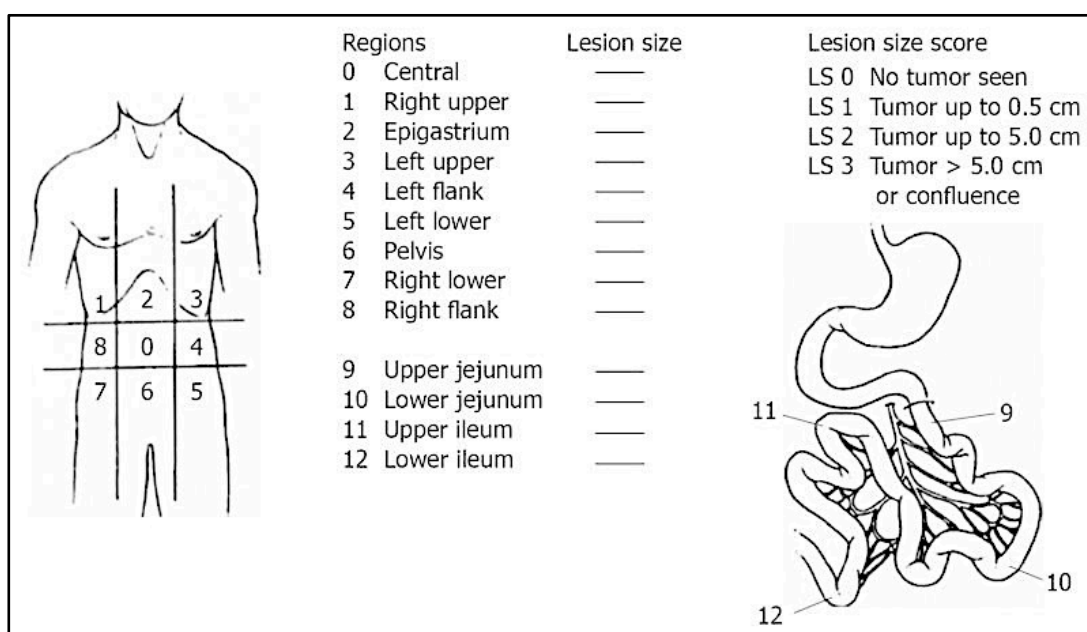 Regions Lesion size
0 Central
1 Right upper
2 Epigastrium
3 Left upper
4 Left flank
5 Left lower
6 Pelvis
7 Right lower
8 Right flank
9 Upper jejunum
10 Lower jejunum
11 Upper ileum
12 Lower ileum
Lesion size score
LS 0 No tumor seen
LS 1 Tumor up to 0.5 cm
LS 2 Tumor up to 5.0 cm
LS 3 Tumor > 5.0 cm
or confluence
1 2 3
8 0 4
7 6 5
11 9
10
12